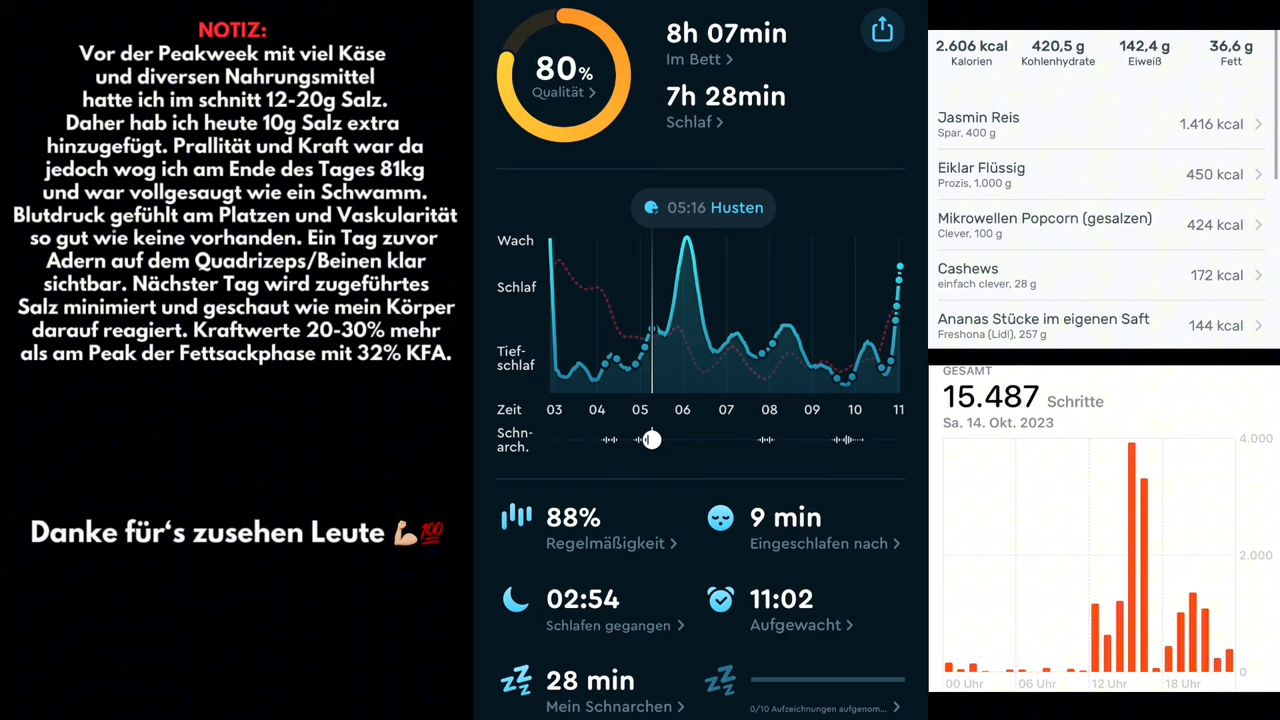 NOTIZ:
Vor der Peakweek mit viel Käse
und diversen Nahrungsmittel
hatte ich im schnitt 12-20g Salz.
Daher hab ich heute 10g Salz extra
hinzugefügt. Prallität und Kraft war da
jedoch wog ich am Ende des Tages 81kg
und war vollgesaugt wie ein Schwamm.
Blutdruck gefühlt am Platzen und Vaskularität
so gut wie keine vorhanden. Ein Tag zuvor
Adern auf dem Quadrizeps/Beinen klar
sichtbar. Nächster Tag wird zugeführtes
Salz minimiert und geschaut wie mein Körper
darauf reagiert. Kraftwerte 20-30% mehr
als am Peak der Fettsackphase mit 32% KFA.
Danke für‘s zusehen Leute 💪🏼💯
80%
Qualität >
8h 07min
Im Bett >
7h 28min
Schlaf >
05:16 Husten
Wach
Schlaf
Tief-
schlaf
Zeit 03 04 05 06 07 08 09 10 11
Schn-
arch.
88%
Regelmäßigkeit >
9 min
Eingeschlafen nach >
02:54
Schlafen gegangen >
11:02
Aufgewacht >
28 min
Mein Schnarchen >
0/10 Aufzeichnungen aufgenom... >
2.606 kcal 420,5 g 142,4 g 36,6 g
Kalorien Kohlenhydrate Eiweiß Fett
Jasmin Reis 1.416 kcal >
Spar, 400 g
Eiklar Flüssig 450 kcal >
Prozis, 1.000 g
Mikrowellen Popcorn (gesalzen) 424 kcal >
Clever, 100 g
Cashews 172 kcal >
einfach clever, 28 g
Ananas Stücke im eigenen Saft 144 kcal >
Freshona (Lidl), 257 g
GESAMT
15.487 Schritte
Sa. 14. Okt. 2023
4.000
2.000
0
00 Uhr 06 Uhr 12 Uhr 18 Uhr